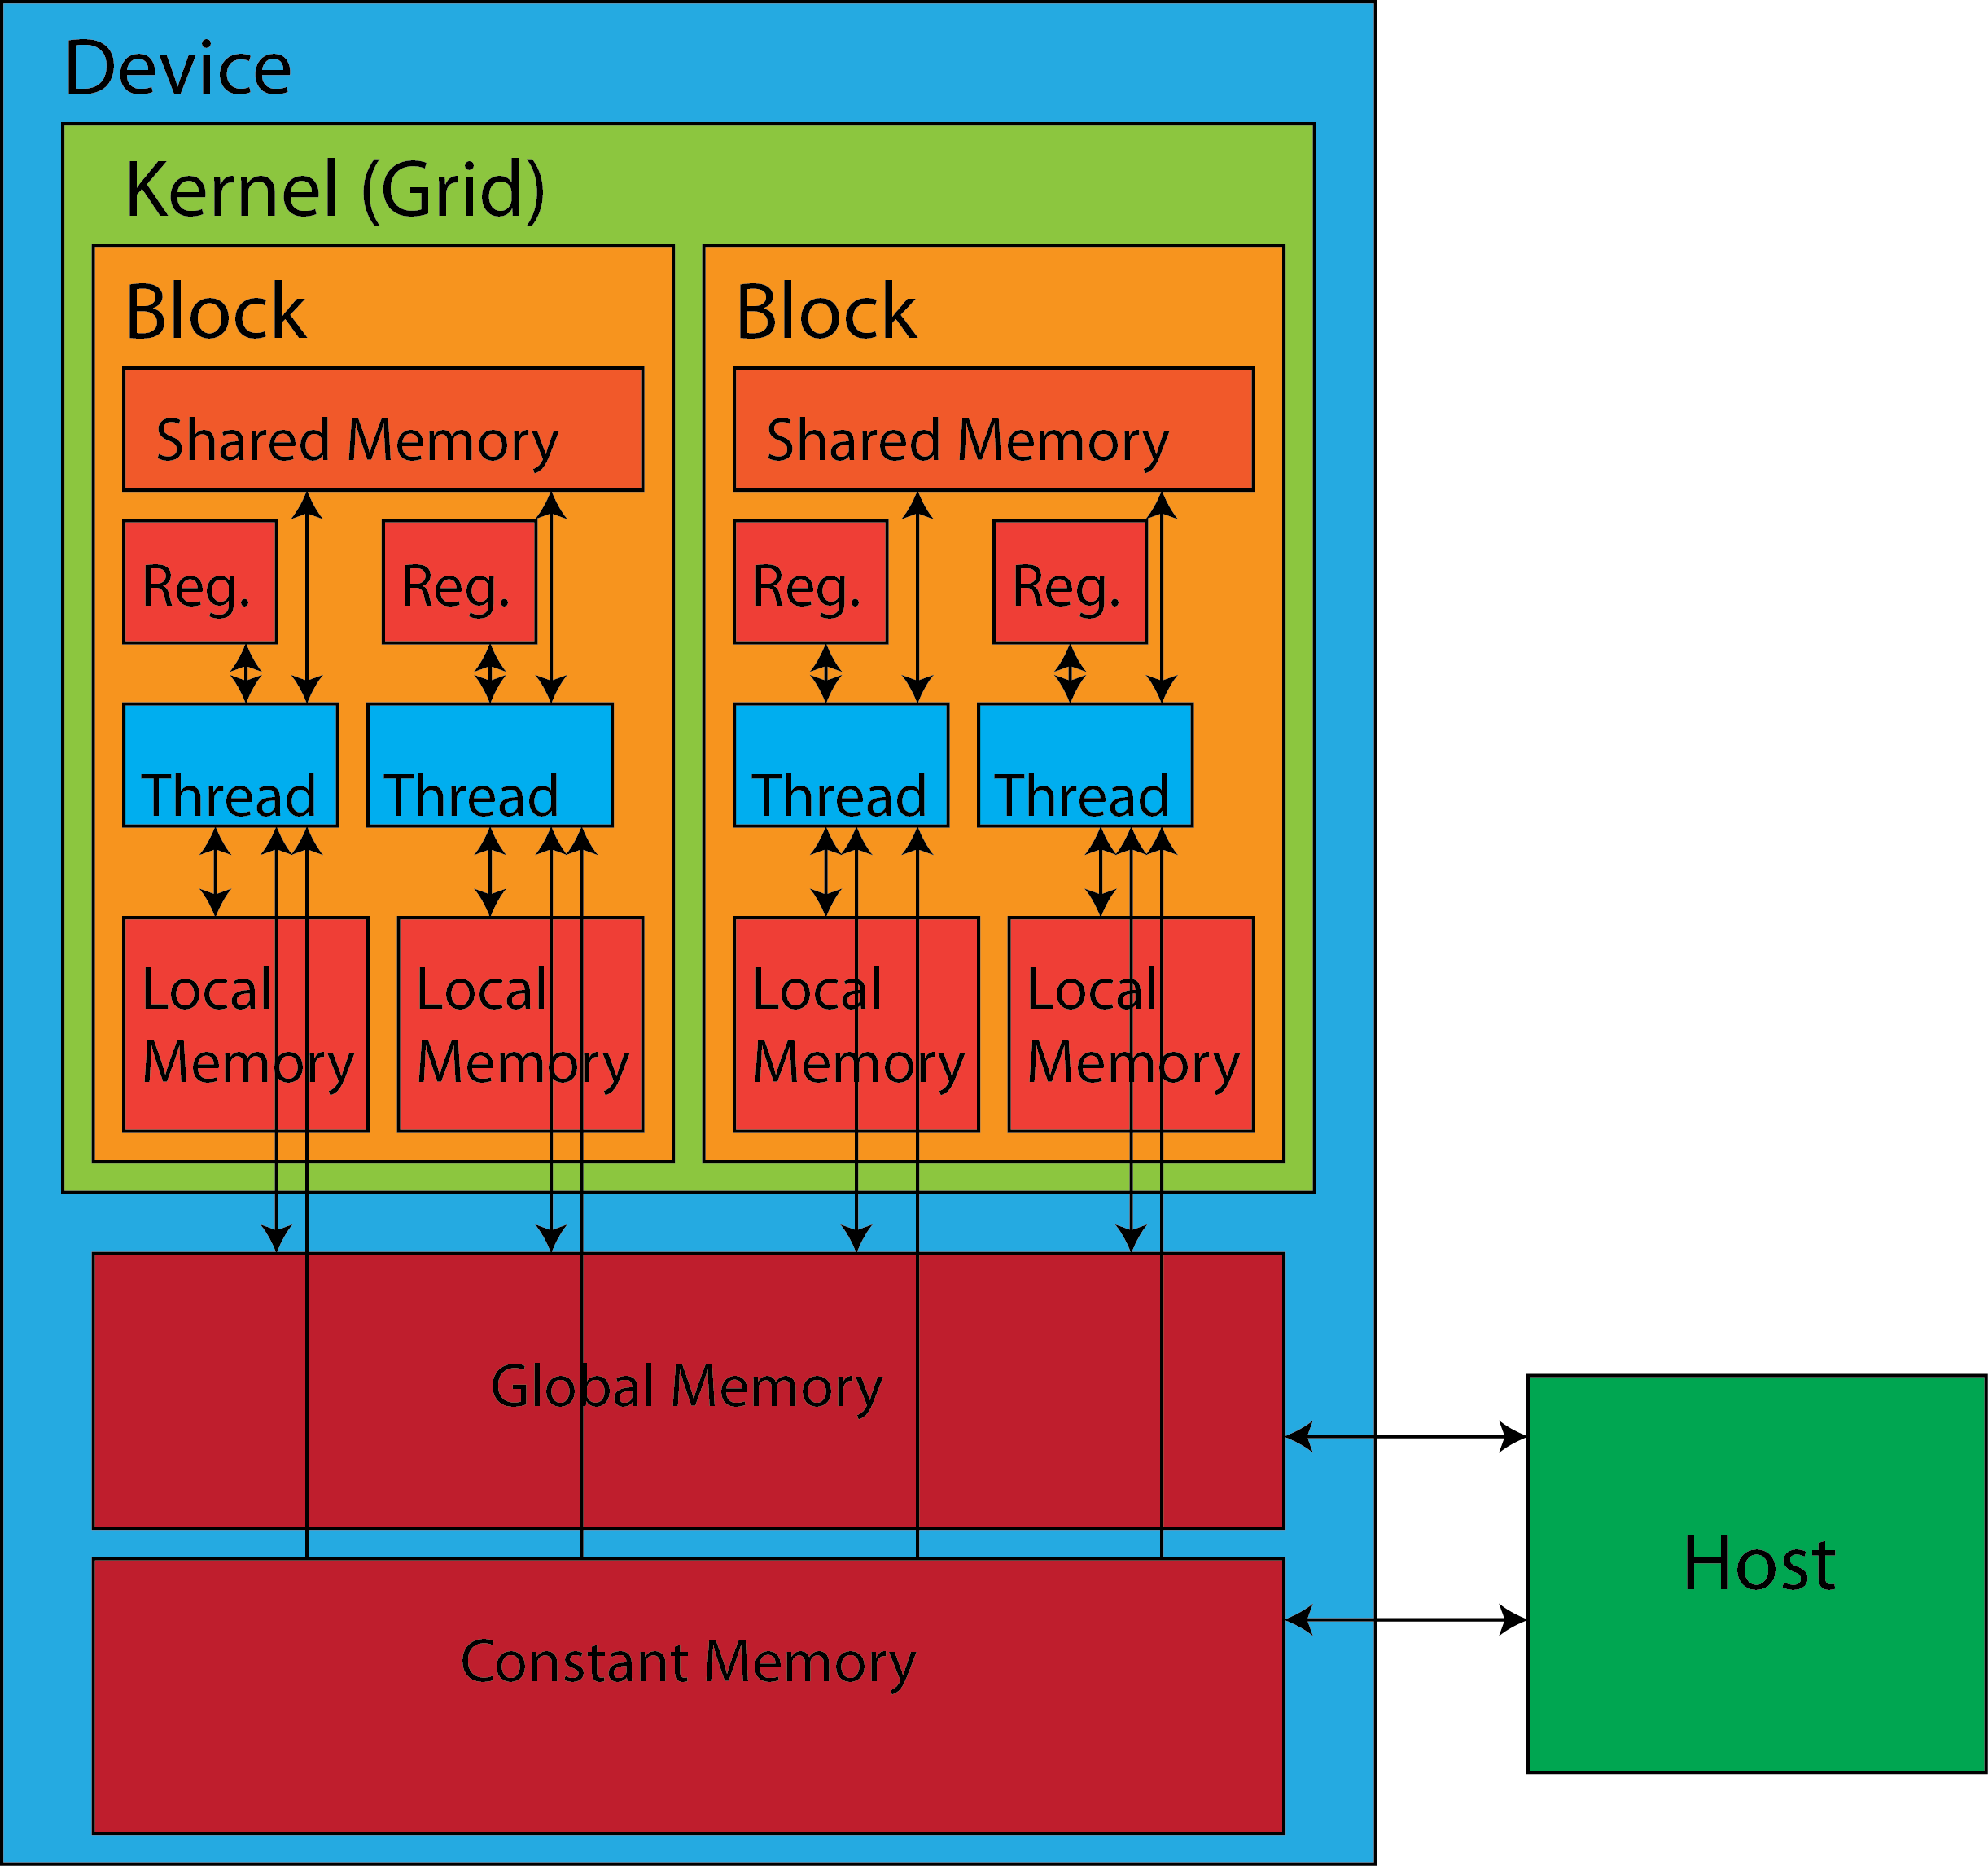 Device
Kernel (Grid)
Block
Shared Memory
Reg.
Reg.
Thread
Thread
Local
Memory
Local
Memory
Block
Shared Memory
Reg.
Reg.
Thread
Thread
Local
Memory
Local
Memory
Global Memory
Constant Memory
Host